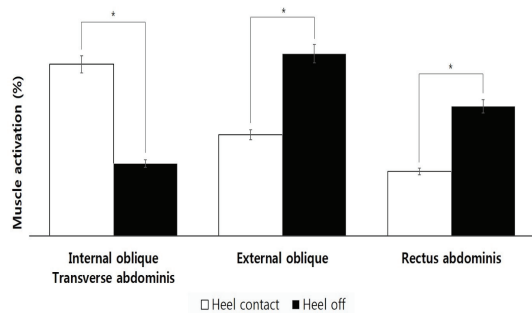 *
*
*
Muscle activation (%)
Internal oblique
Transverse abdominis
External oblique
Rectus abdominis
Heel contact
Heel off